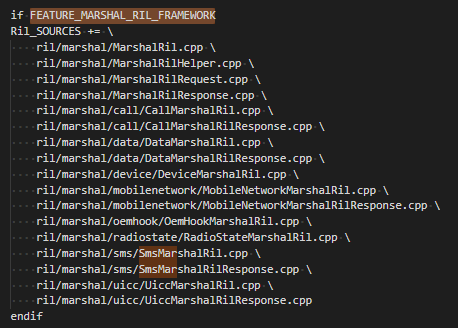 if FEATURE_MARSHAL_RIL_FRAMEWORK
Ril_SOURCES += \
    ril/marshal/MarshalRil.cpp \
    ril/marshal/MarshalRilHelper.cpp \
    ril/marshal/MarshalRilRequest.cpp \
    ril/marshal/MarshalRilResponse.cpp \
    ril/marshal/call/CallMarshalRil.cpp \
    ril/marshal/call/CallMarshalRilResponse.cpp \
    ril/marshal/data/DataMarshalRil.cpp \
    ril/marshal/data/DataMarshalRilResponse.cpp \
    ril/marshal/device/DeviceMarshalRil.cpp \
    ril/marshal/mobilenetwork/MobileNetworkMarshalRil.cpp \
    ril/marshal/mobilenetwork/MobileNetworkMarshalRilResponse.cpp \
    ril/marshal/oemhook/OemHookMarshalRil.cpp \
    ril/marshal/radiostate/RadioStateMarshalRil.cpp \
    ril/marshal/sms/SmsMarshalRil.cpp \
    ril/marshal/sms/SmsMarshalRilResponse.cpp \
    ril/marshal/uicc/UiccMarshalRil.cpp \
    ril/marshal/uicc/UiccMarshalRilResponse.cpp
endif